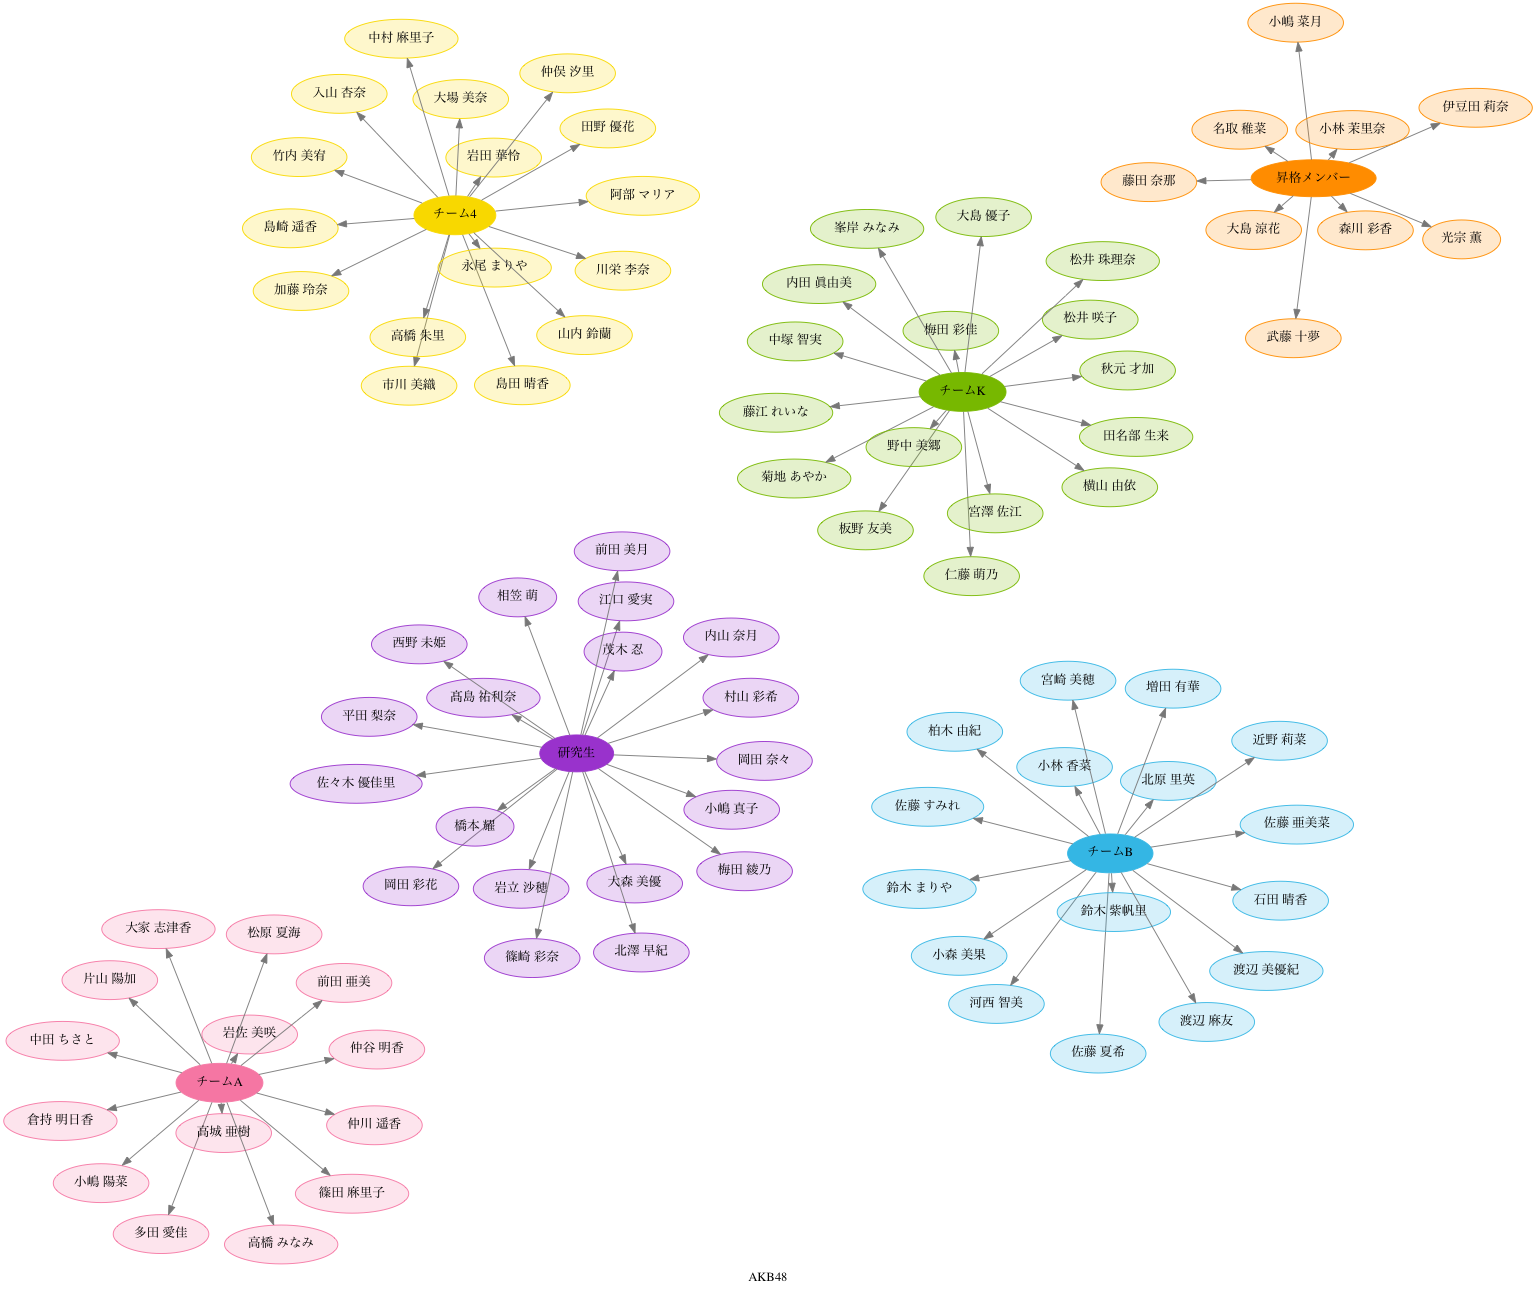 中村 麻里子
仲俣 汐里
入山 杏奈
大場 美奈
田野 優花
竹内 美宥
岩田 華怜
阿部 マリア
チーム4
島崎 遥香
永尾 まりや
川栄 李奈
加藤 玲奈
高橋 朱里
山内 鈴蘭
市川 美織
島田 晴香
小嶋 菜月
伊豆田 莉奈
名取 稚菜
小林 茉里奈
藤田 奈那
昇格メンバー
大島 涼花
森川 彩香
光宗 薫
武藤 十夢
大島 優子
峯岸 みなみ
松井 珠理奈
内田 眞由美
梅田 彩佳
松井 咲子
中塚 智実
秋元 才加
チームK
藤江 れいな
野中 美郷
田名部 生来
菊地 あやか
横山 由依
板野 友美
宮澤 佐江
仁藤 萌乃
前田 美月
相笠 萌
江口 愛実
西野 未姫
茂木 忍
内山 奈月
髙島 祐利奈
村山 彩希
平田 梨奈
研究生
岡田 奈々
佐々木 優佳里
小嶋 真子
橋本 耀
梅田 綾乃
岡田 彩花
岩立 沙穂
大森 美優
篠崎 彩奈
北澤 早紀
宮崎 美穂
増田 有華
柏木 由紀
近野 莉菜
小林 香菜
北原 里英
佐藤 すみれ
佐藤 亜美菜
チームB
鈴木 まりや
鈴木 紫帆里
石田 晴香
小森 美果
渡辺 美優紀
河西 智美
渡辺 麻友
佐藤 夏希
大家 志津香
松原 夏海
片山 陽加
前田 亜美
中田 ちさと
岩佐 美咲
仲谷 明香
チームA
倉持 明日香
高城 亜樹
仲川 遥香
小嶋 陽菜
篠田 麻里子
多田 愛佳
高橋 みなみ
AKB48